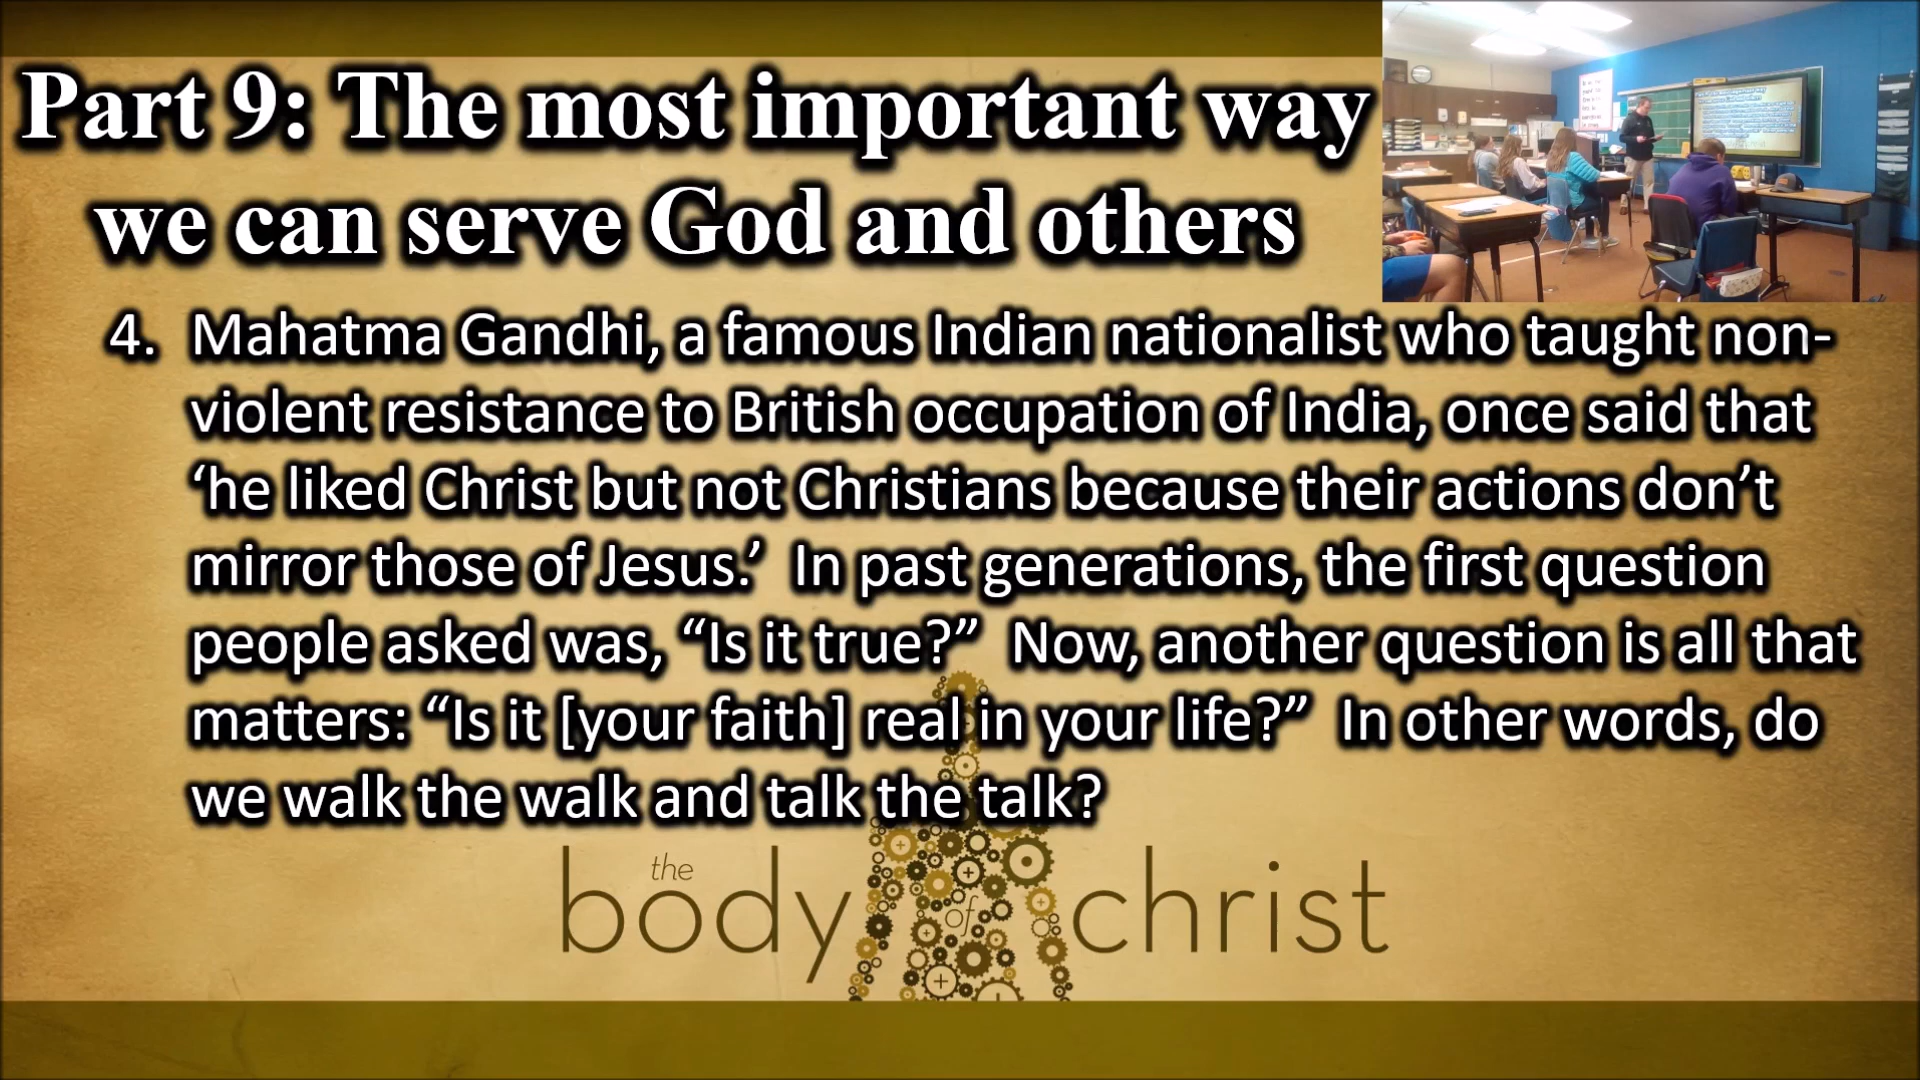 Part 9: The most important way
we can serve God and others
4. Mahatma Gandhi, a famous Indian nationalist who taught non-
violent resistance to British occupation of India, once said that
‘he liked Christ but not Christians because their actions don’t
mirror those of Jesus.’ In past generations, the first question
people asked was, “Is it true?” Now, another question is all that
matters: “Is it [your faith] real in your life?” In other words, do
we walk the walk and talk the talk?
the
body of christ